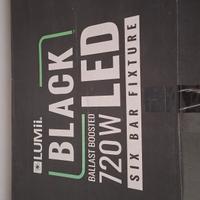 LUMii.
BLACK
BALLAST BOOSTED
720W LED
SIX BAR FIXTURE